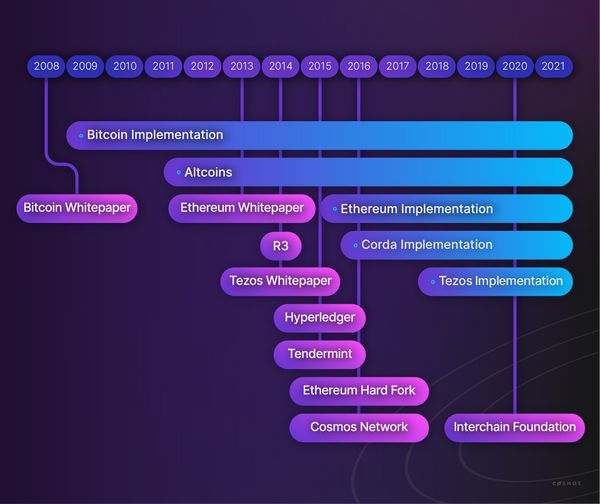 2008 2009 2010 2011 2012 2013 2014 2015 2016 2017 2018 2019 2020 2021
Bitcoin Implementation
Altcoins
Bitcoin Whitepaper Ethereum Whitepaper Ethereum Implementation
R3 Corda Implementation
Tezos Whitepaper Tezos Implementation
Hyperledger
Tendermint
Ethereum Hard Fork
Cosmos Network Interchain Foundation
COSMOS